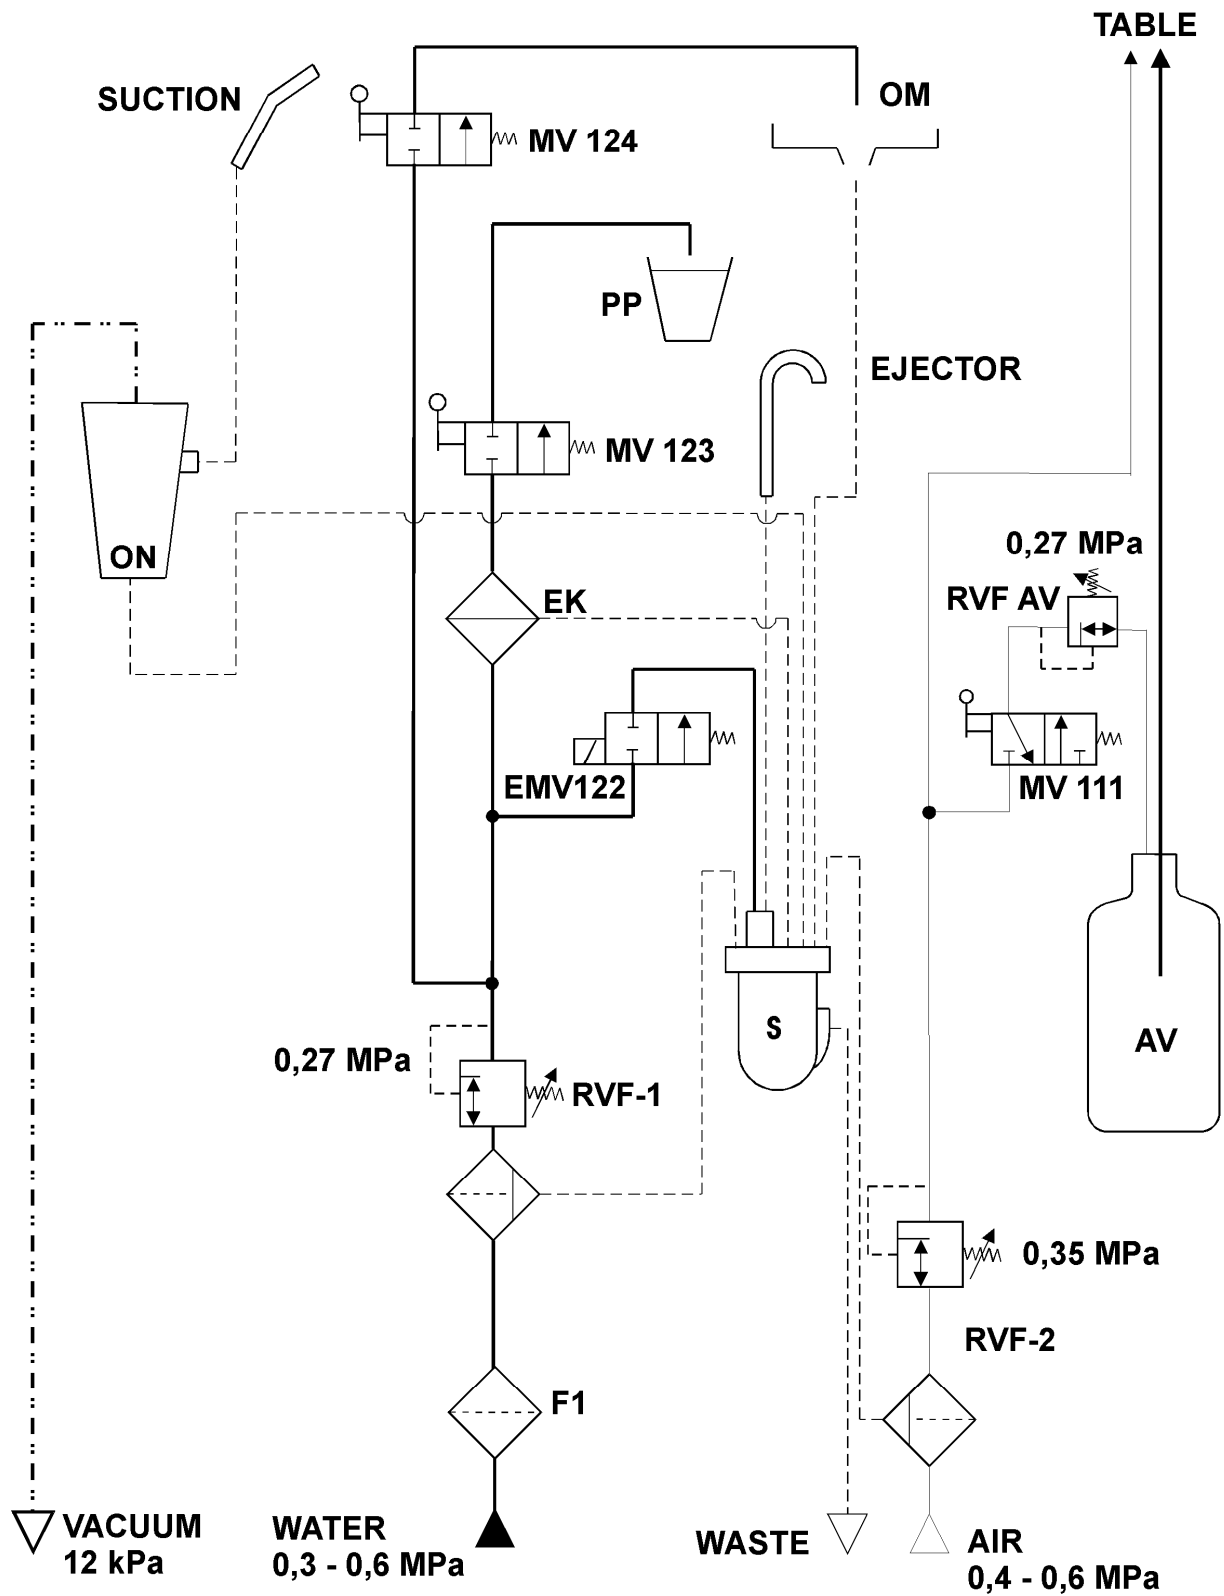 TABLE
SUCTION
OM
MV 124
PP
EJECTOR
MV 123
0,27 MPa
ON
RVF AV
EK
EMV122
MV 111
S
AV
0,27 MPa
RVF-1
0,35 MPa
RVF-2
F1
VACUUM
12 kPa
WATER
0,3 - 0,6 MPa
WASTE
AIR
0,4 - 0,6 MPa